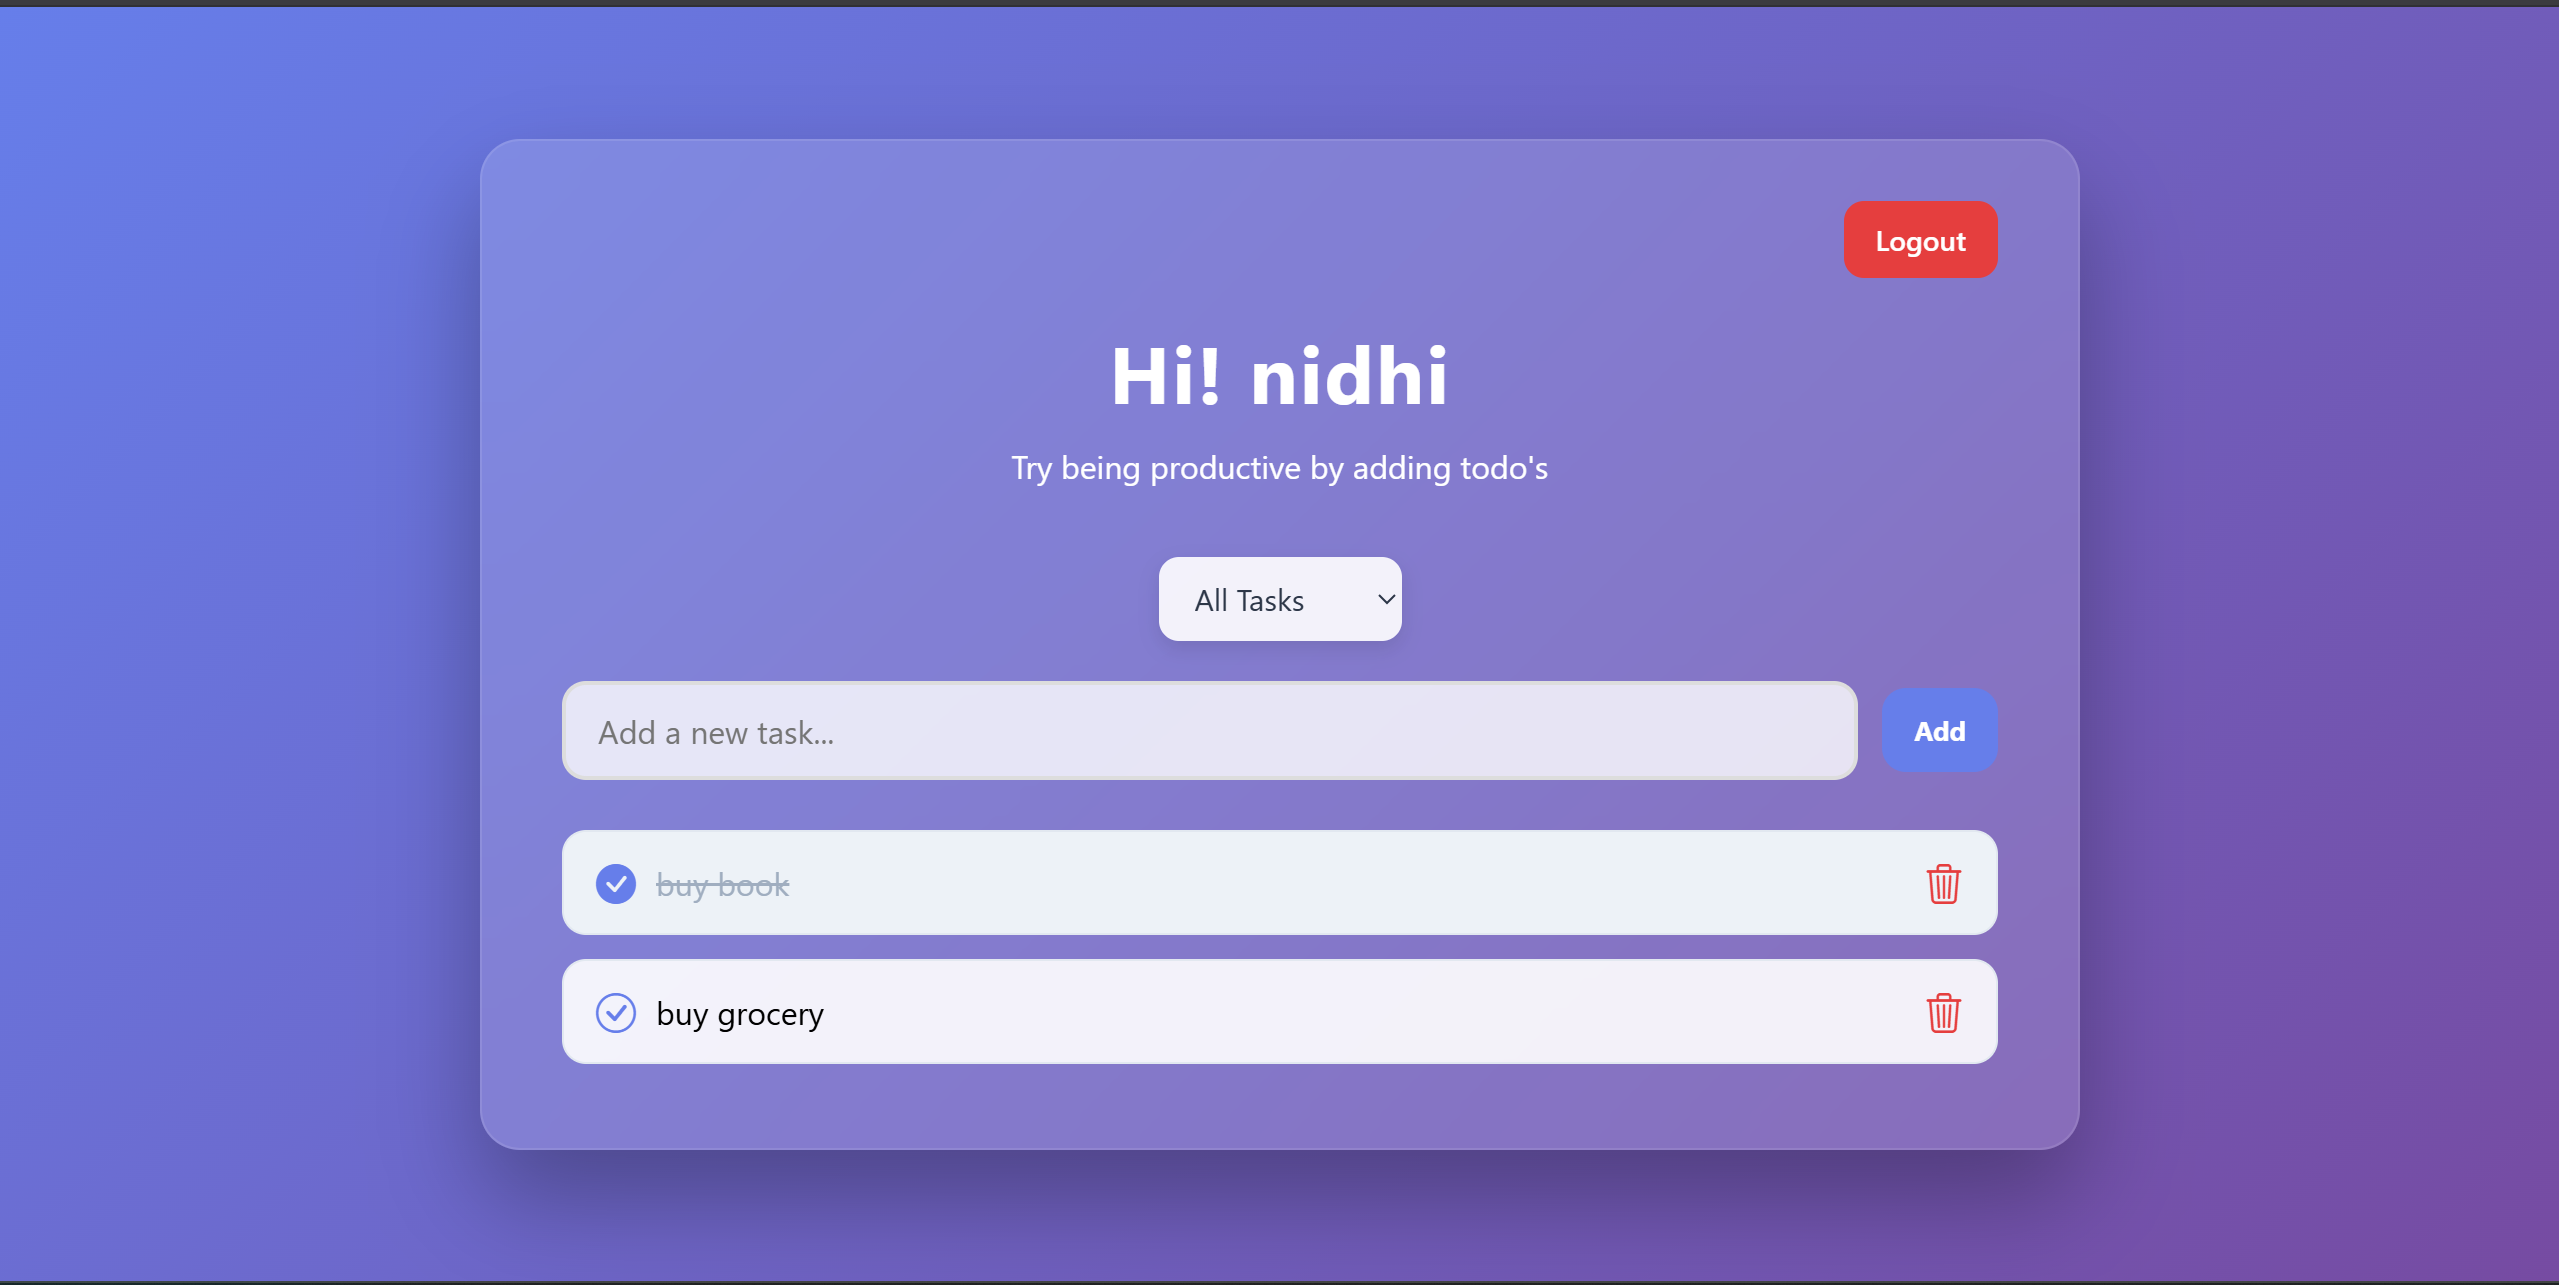 Logout
Hi! nidhi
Try being productive by adding todo's
All Tasks
Add a new task...
Add
buy book
buy grocery